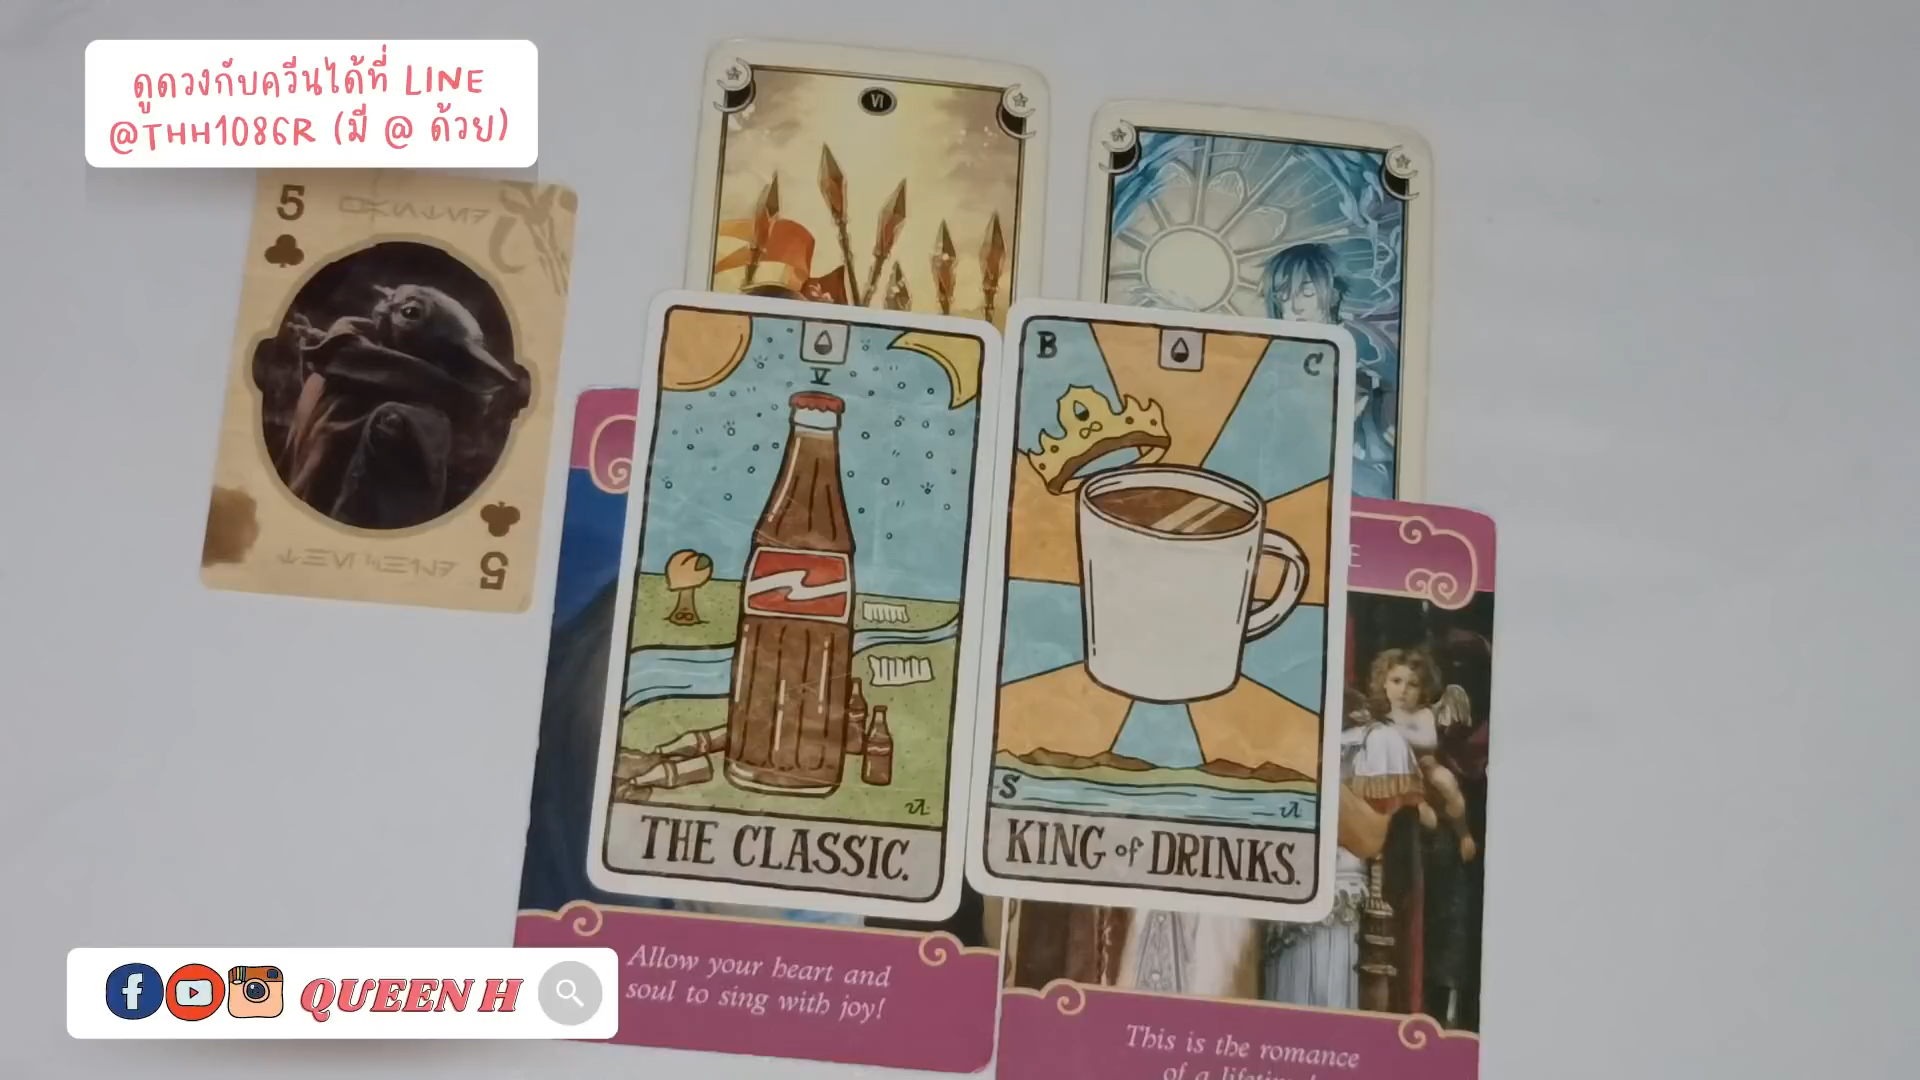 ดูดวงกับควีนได้ที่ LINE
@THH1086R (มี @ ด้วย)
5
VI
V
THE CLASSIC.
B
C
S
KING of DRINKS.
E
5
Allow your heart and
soul to sing with joy!
This is the romance
of a
QUEEN H